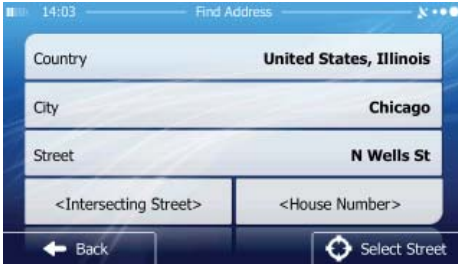 14:03 Find Address
Country United States, Illinois
City Chicago
Street N Wells St
<Intersecting Street> <House Number>
Back Select Street